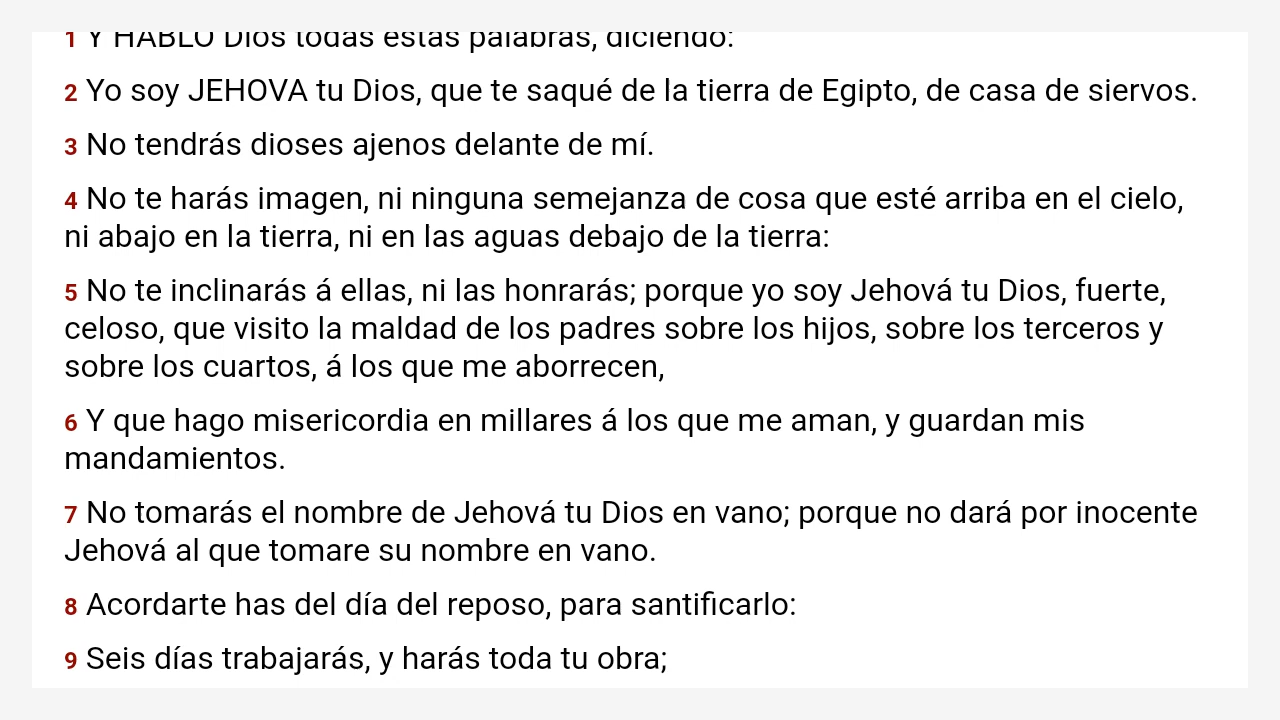 1 Y HABLÓ Dios todas estas palabras, diciendo:
2 Yo soy JEHOVA tu Dios, que te saqué de la tierra de Egipto, de casa de siervos.
3 No tendrás dioses ajenos delante de mí.
4 No te harás imagen, ni ninguna semejanza de cosa que esté arriba en el cielo,
ni abajo en la tierra, ni en las aguas debajo de la tierra:
5 No te inclinarás á ellas, ni las honrarás; porque yo soy Jehová tu Dios, fuerte,
celoso, que visito la maldad de los padres sobre los hijos, sobre los terceros y
sobre los cuartos, á los que me aborrecen,
6 Y que hago misericordia en millares á los que me aman, y guardan mis
mandamientos.
7 No tomarás el nombre de Jehová tu Dios en vano; porque no dará por inocente
Jehová al que tomare su nombre en vano.
8 Acordarte has del día del reposo, para santificarlo:
9 Seis días trabajarás, y harás toda tu obra;